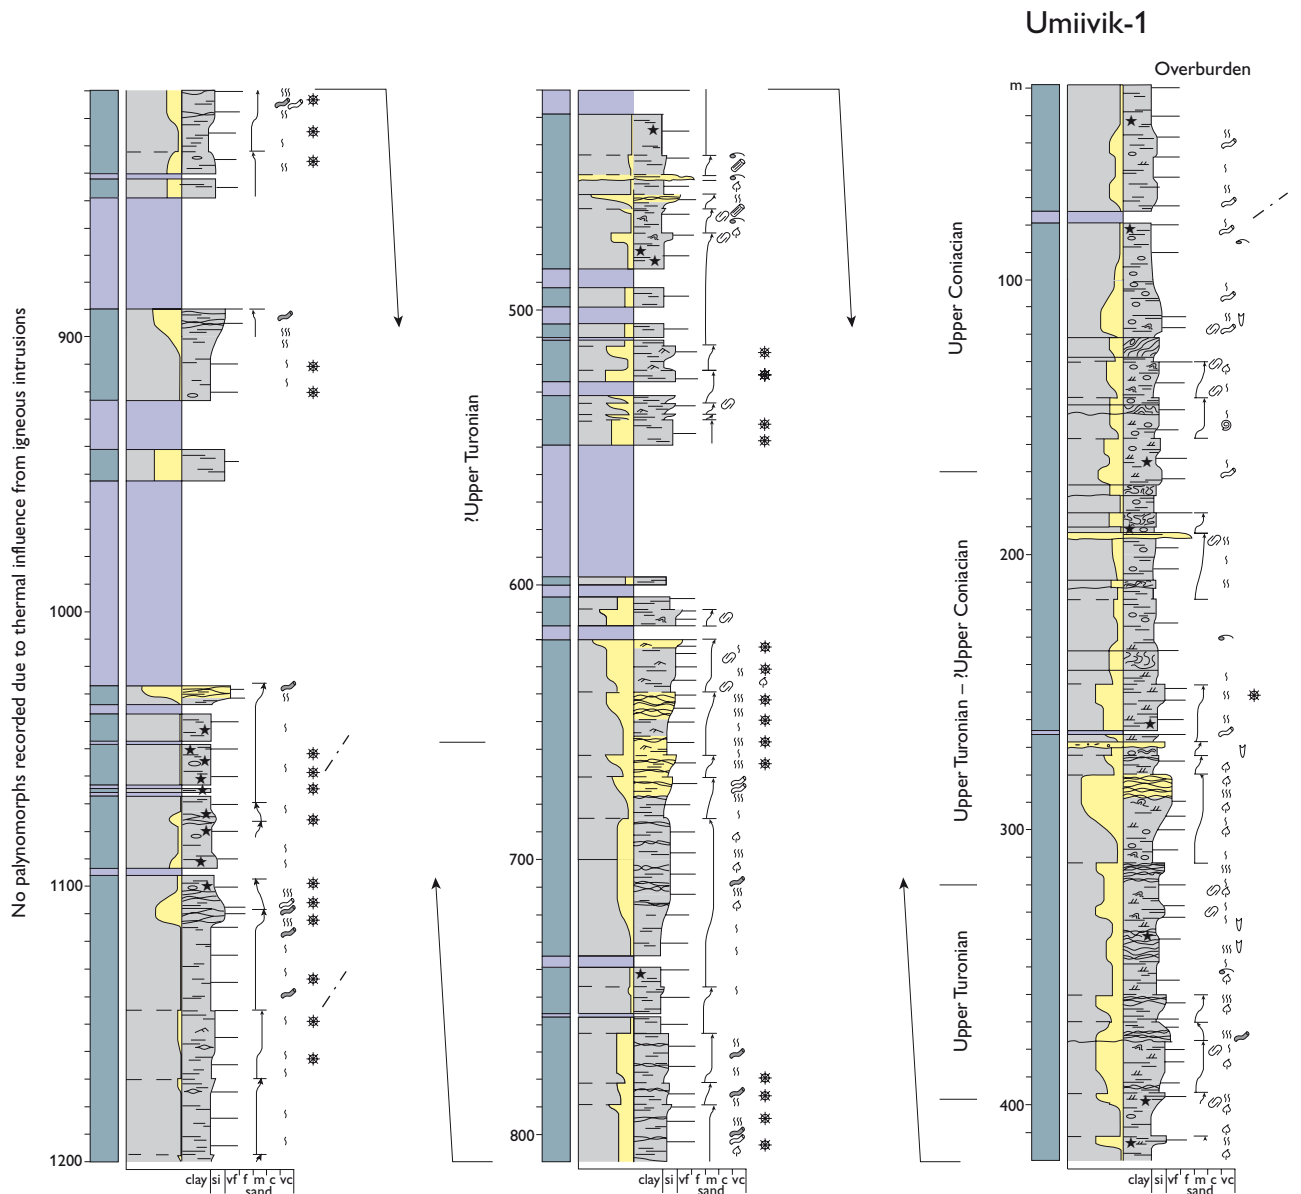 Umiivik-1
Overburden
m
100
200
300
400
Upper Coniacian
Upper Turonian – ?Upper Coniacian
Upper Turonian
clay si vf f m c vc
sand
500
600
700
800
?Upper Turonian
clay si vf f m c vc
sand
900
1000
1100
1200
No palynomorphs recorded due to thermal influence from igneous intrusions
clay si vf f m c vc
sand